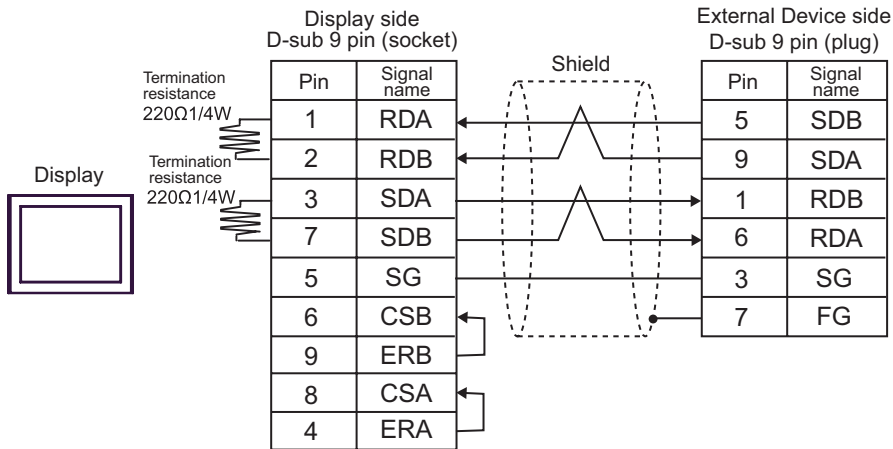 Display side
D-sub 9 pin (socket)
External Device side
D-sub 9 pin (plug)
Shield
Display
Termination
resistance
220Ω1/4W
Termination
resistance
220Ω1/4W
Pin Signal name
1 RDA
2 RDB
3 SDA
7 SDB
5 SG
6 CSB
9 ERB
8 CSA
4 ERA
Pin Signal name
5 SDB
9 SDA
1 RDB
6 RDA
3 SG
7 FG